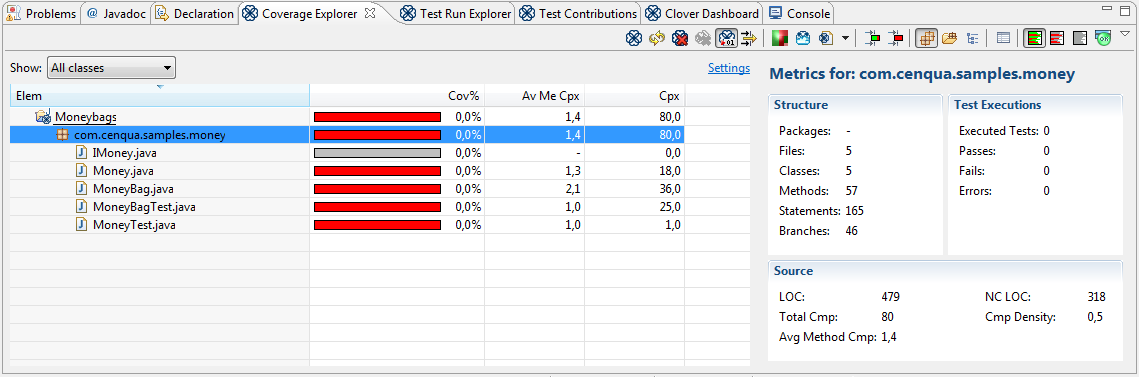 Problems @ Javadoc Declaration Coverage Explorer Test Run Explorer Test Contributions Clover Dashboard Console
Show: All classes Settings
Elem Cov% Av Me Cpx Cpx
Moneybags 0,0% 1,4 80,0
com.cenqua.samples.money 0,0% 1,4 80,0
IMoney.java 0,0% - 0,0
Money.java 0,0% 1,3 18,0
MoneyBag.java 0,0% 2,1 36,0
MoneyBagTest.java 0,0% 1,0 25,0
MoneyTest.java 0,0% 1,0 1,0
Metrics for: com.cenqua.samples.money
Structure
Packages: -
Files: 5
Classes: 5
Methods: 57
Statements: 165
Branches: 46
Test Executions
Executed Tests: 0
Passes: 0
Fails: 0
Errors: 0
Source
LOC: 479 NC LOC: 318
Total Cmp: 80 Cmp Density: 0,5
Avg Method Cmp: 1,4